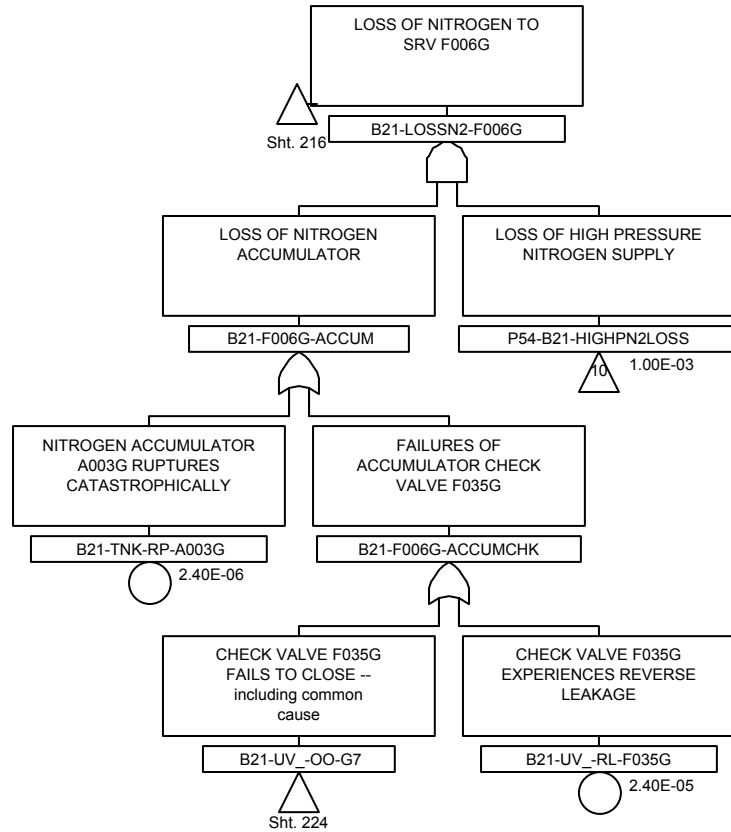 LOSS OF NITROGEN TO
SRV F006G
Sht. 216
B21-LOSSN2-F006G
LOSS OF NITROGEN
ACCUMULATOR
LOSS OF HIGH PRESSURE
NITROGEN SUPPLY
B21-F006G-ACCUM
P54-B21-HIGHPN2LOSS
10
1.00E-03
NITROGEN ACCUMULATOR
A003G RUPTURES
CATASTROPHICALLY
FAILURES OF
ACCUMULATOR CHECK
VALVE F035G
B21-TNK-RP-A003G
B21-F006G-ACCUMCHK
2.40E-06
CHECK VALVE F035G
FAILS TO CLOSE --
including common
cause
CHECK VALVE F035G
EXPERIENCES REVERSE
LEAKAGE
B21-UV_-OO-G7
B21-UV_-RL-F035G
Sht. 224
2.40E-05